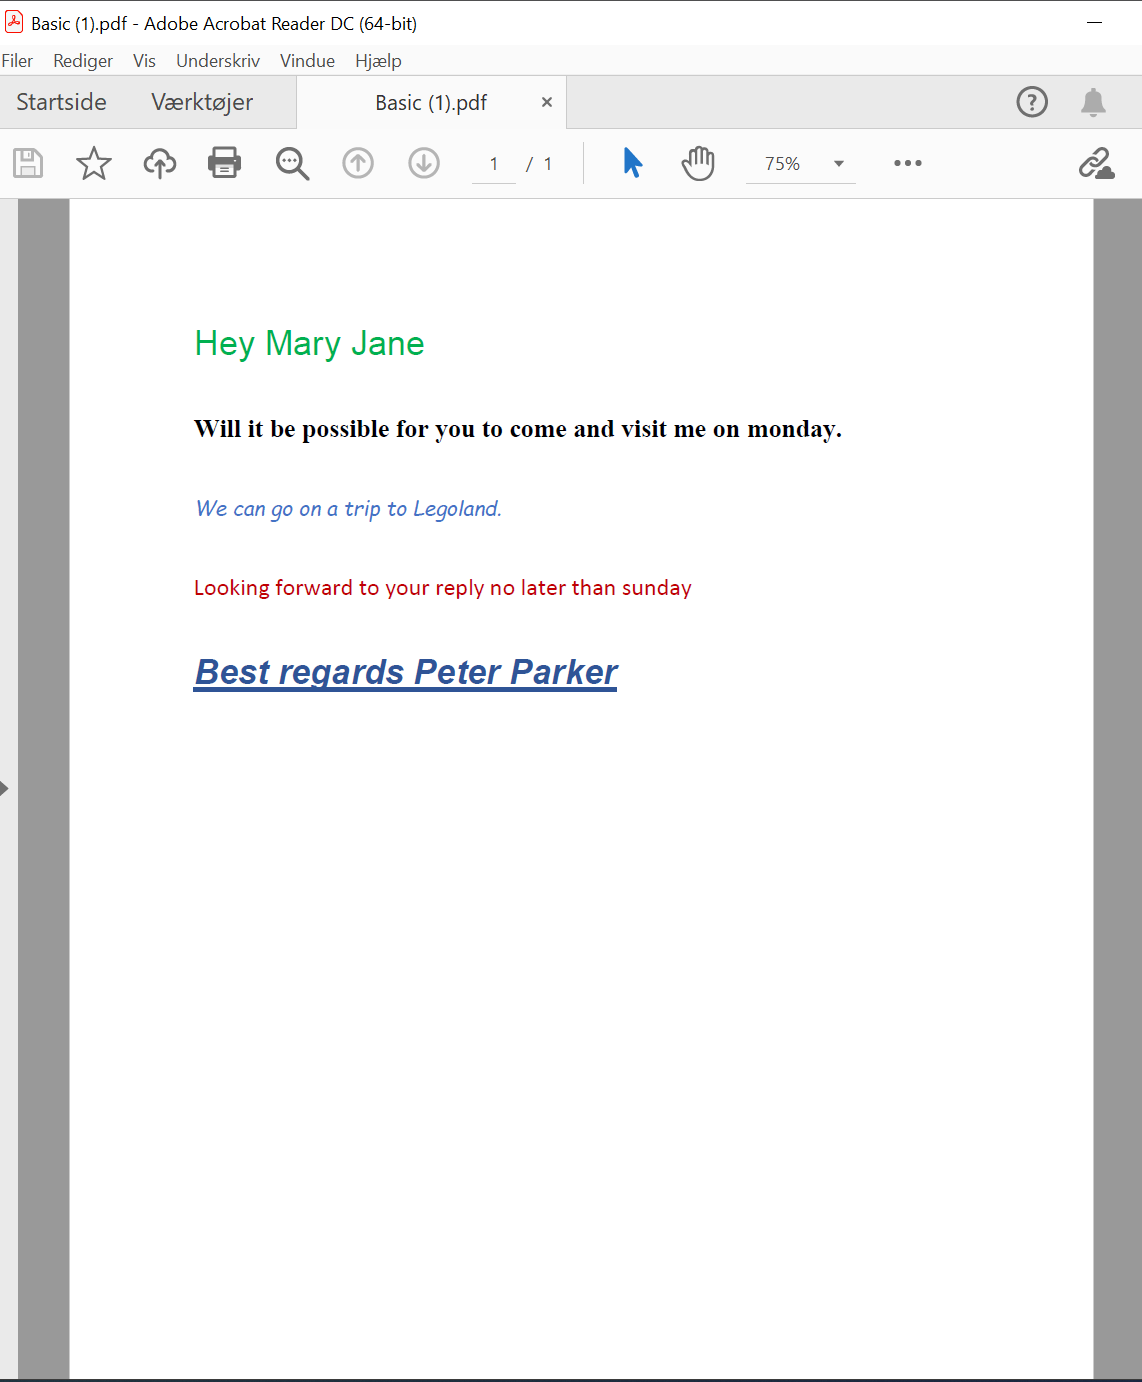 Basic (1).pdf - Adobe Acrobat Reader DC (64-bit)
Filer Rediger Vis Underskriv Vindue Hjælp
Startside Værktøjer Basic (1).pdf
1 / 1 75%
Hey Mary Jane
Will it be possible for you to come and visit me on monday.
We can go on a trip to Legoland.
Looking forward to your reply no later than sunday
Best regards Peter Parker